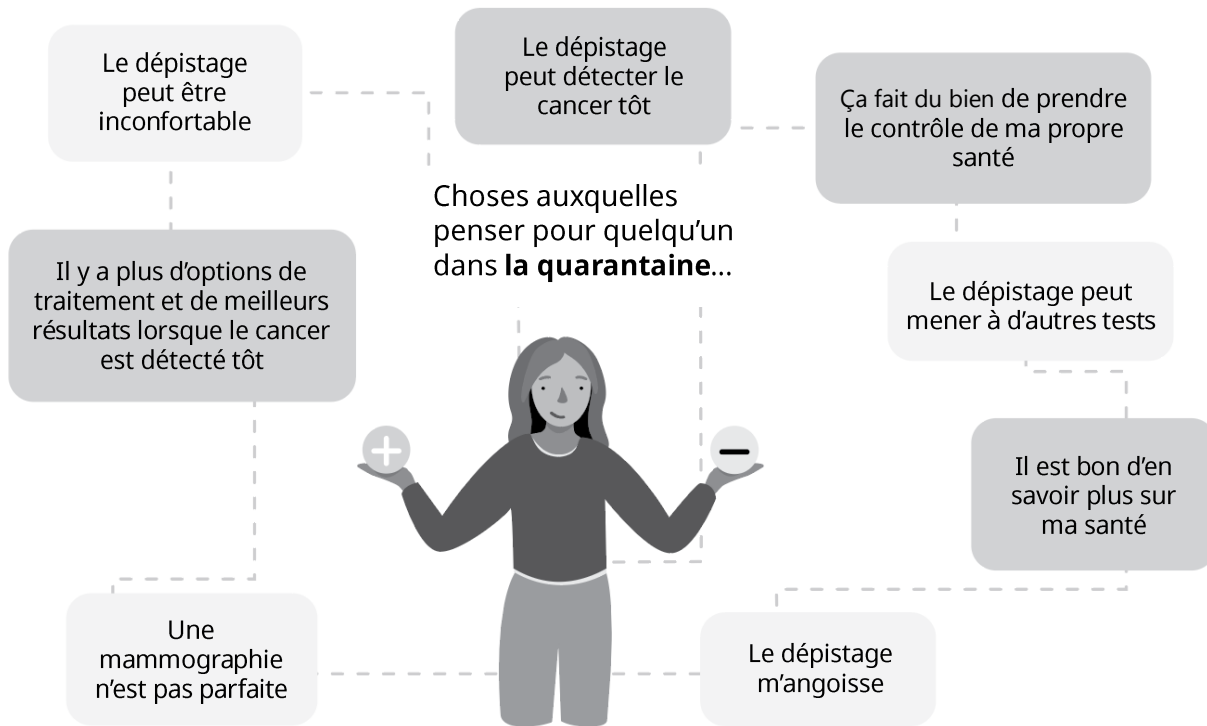 Le dépistage
peut être
inconfortable
Le dépistage
peut détecter le
cancer tôt
Ça fait du bien de prendre
le contrôle de ma propre
santé
Choses auxquelles
penser pour quelqu’un
dans la quarantaine...
Il y a plus d’options de
traitement et de meilleurs
résultats lorsque le cancer
est détecté tôt
Le dépistage peut
mener à d’autres tests
Il est bon d’en
savoir plus sur
ma santé
Une
mammographie
n’est pas parfaite
Le dépistage
m’angoisse